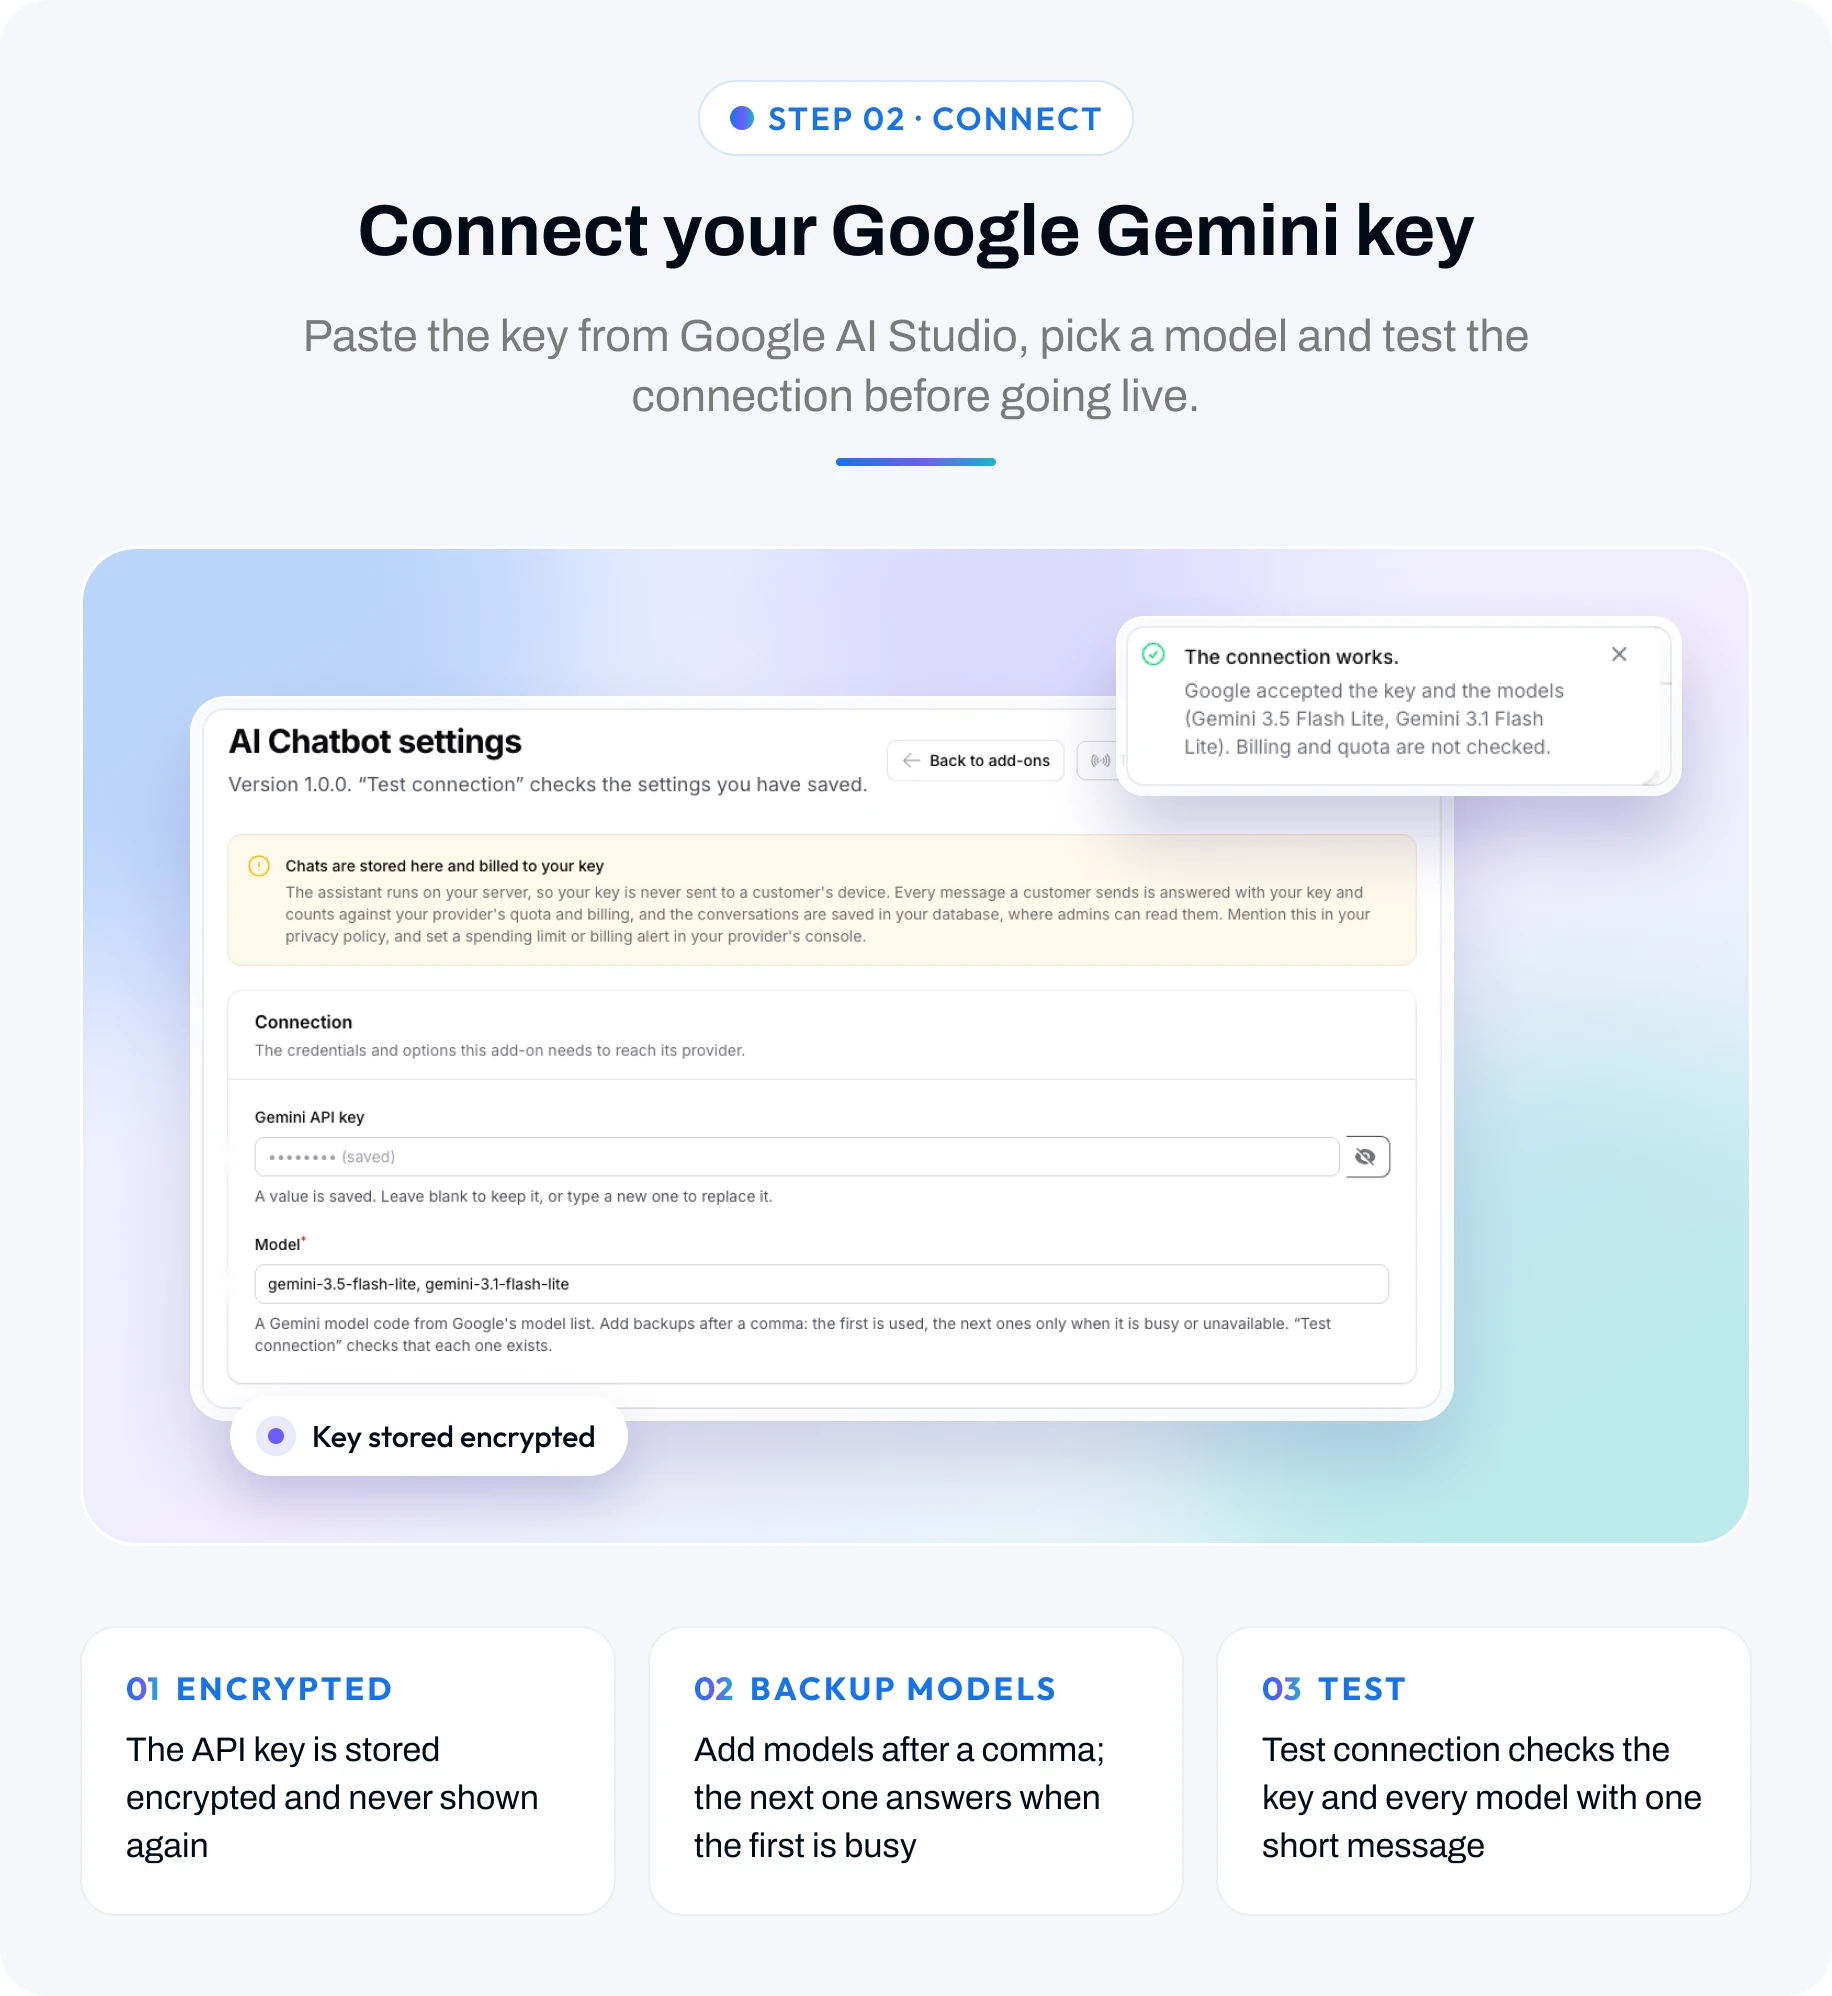 STEP 02 · CONNECT
Connect your Google Gemini key
Paste the key from Google AI Studio, pick a model and test the
connection before going live.
The connection works.
Google accepted the key and the models
(Gemini 3.5 Flash Lite, Gemini 3.1 Flash
Lite). Billing and quota are not checked.
AI Chatbot settings
Version 1.0.0. “Test connection” checks the settings you have saved.
Back to add-ons
Chats are stored here and billed to your key
The assistant runs on your server, so your key is never sent to a customer's device. Every message a customer sends is answered with your key and
counts against your provider's quota and billing, and the conversations are saved in your database, where admins can read them. Mention this in your
privacy policy, and set a spending limit or billing alert in your provider's console.
Connection
The credentials and options this add-on needs to reach its provider.
Gemini API key
•••••••• (saved)
A value is saved. Leave blank to keep it, or type a new one to replace it.
Model*
gemini-3.5-flash-lite, gemini-3.1-flash-lite
A Gemini model code from Google's model list. Add backups after a comma: the first is used, the next ones only when it is busy or unavailable. “Test
connection” checks that each one exists.
Key stored encrypted
01 ENCRYPTED
The API key is stored
encrypted and never shown
again
02 BACKUP MODELS
Add models after a comma;
the next one answers when
the first is busy
03 TEST
Test connection checks the
key and every model with one
short message